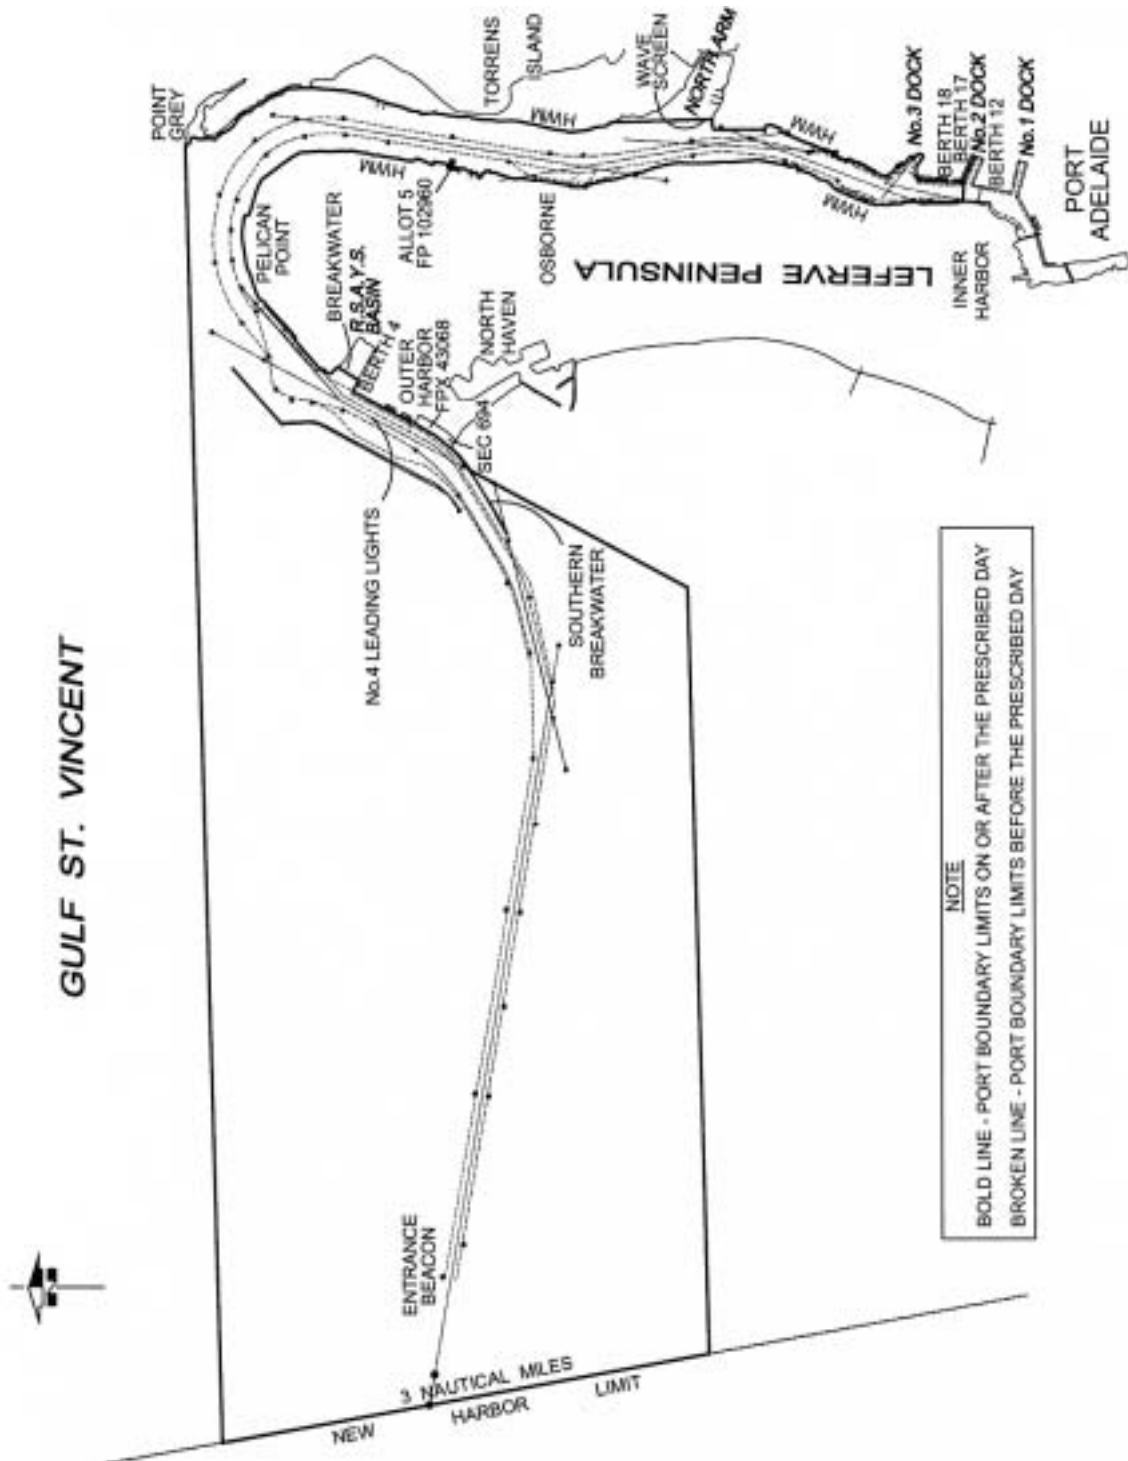 GULF ST. VINCENT
POINT
GREY
TORRENS
ISLAND
WAVE
SCREEN
NORTH ARM
HWM
HWM
HWM
HWM
PELICAN
POINT
BREAKWATER
R.S.A.Y.S.
BASIN
BERTH 4
ALLOT 5
FP 102960
OUTER
HARBOR
FPX 43068
NORTH
HAVEN
SEC 694
OSBORNE
LEFERVE PENINSULA
No.3 DOCK
BERTH 18
BERTH 17
No.2 DOCK
BERTH 12
No.1 DOCK
INNER
HARBOR
PORT
ADELAIDE
No.4 LEADING LIGHTS
SOUTHERN
BREAKWATER
ENTRANCE
BEACON
3 NAUTICAL MILES
NEW HARBOR LIMIT
N
NOTE
BOLD LINE - PORT BOUNDARY LIMITS ON OR AFTER THE PRESCRIBED DAY
BROKEN LINE - PORT BOUNDARY LIMITS BEFORE THE PRESCRIBED DAY